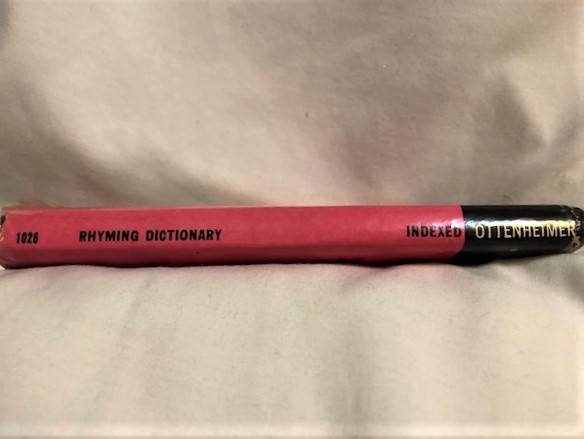 1026 RHYMING DICTIONARY INDEXED OTTENHEIMER